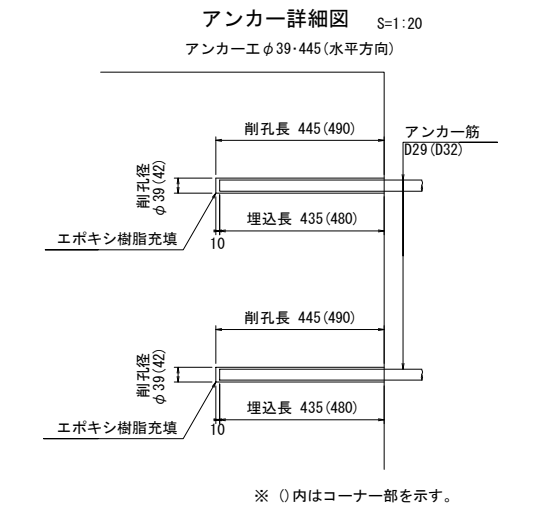 アンカー詳細図 S=1:20
アンカー工φ39・445(水平方向)
削孔長 445(490)
アンカー筋
D29(D32)
削孔径
φ39(42)
埋込長 435(480)
エポキシ樹脂充填
10
削孔長 445(490)
削孔径
φ39(42)
埋込長 435(480)
エポキシ樹脂充填
10
※ ()内はコーナー部を示す。